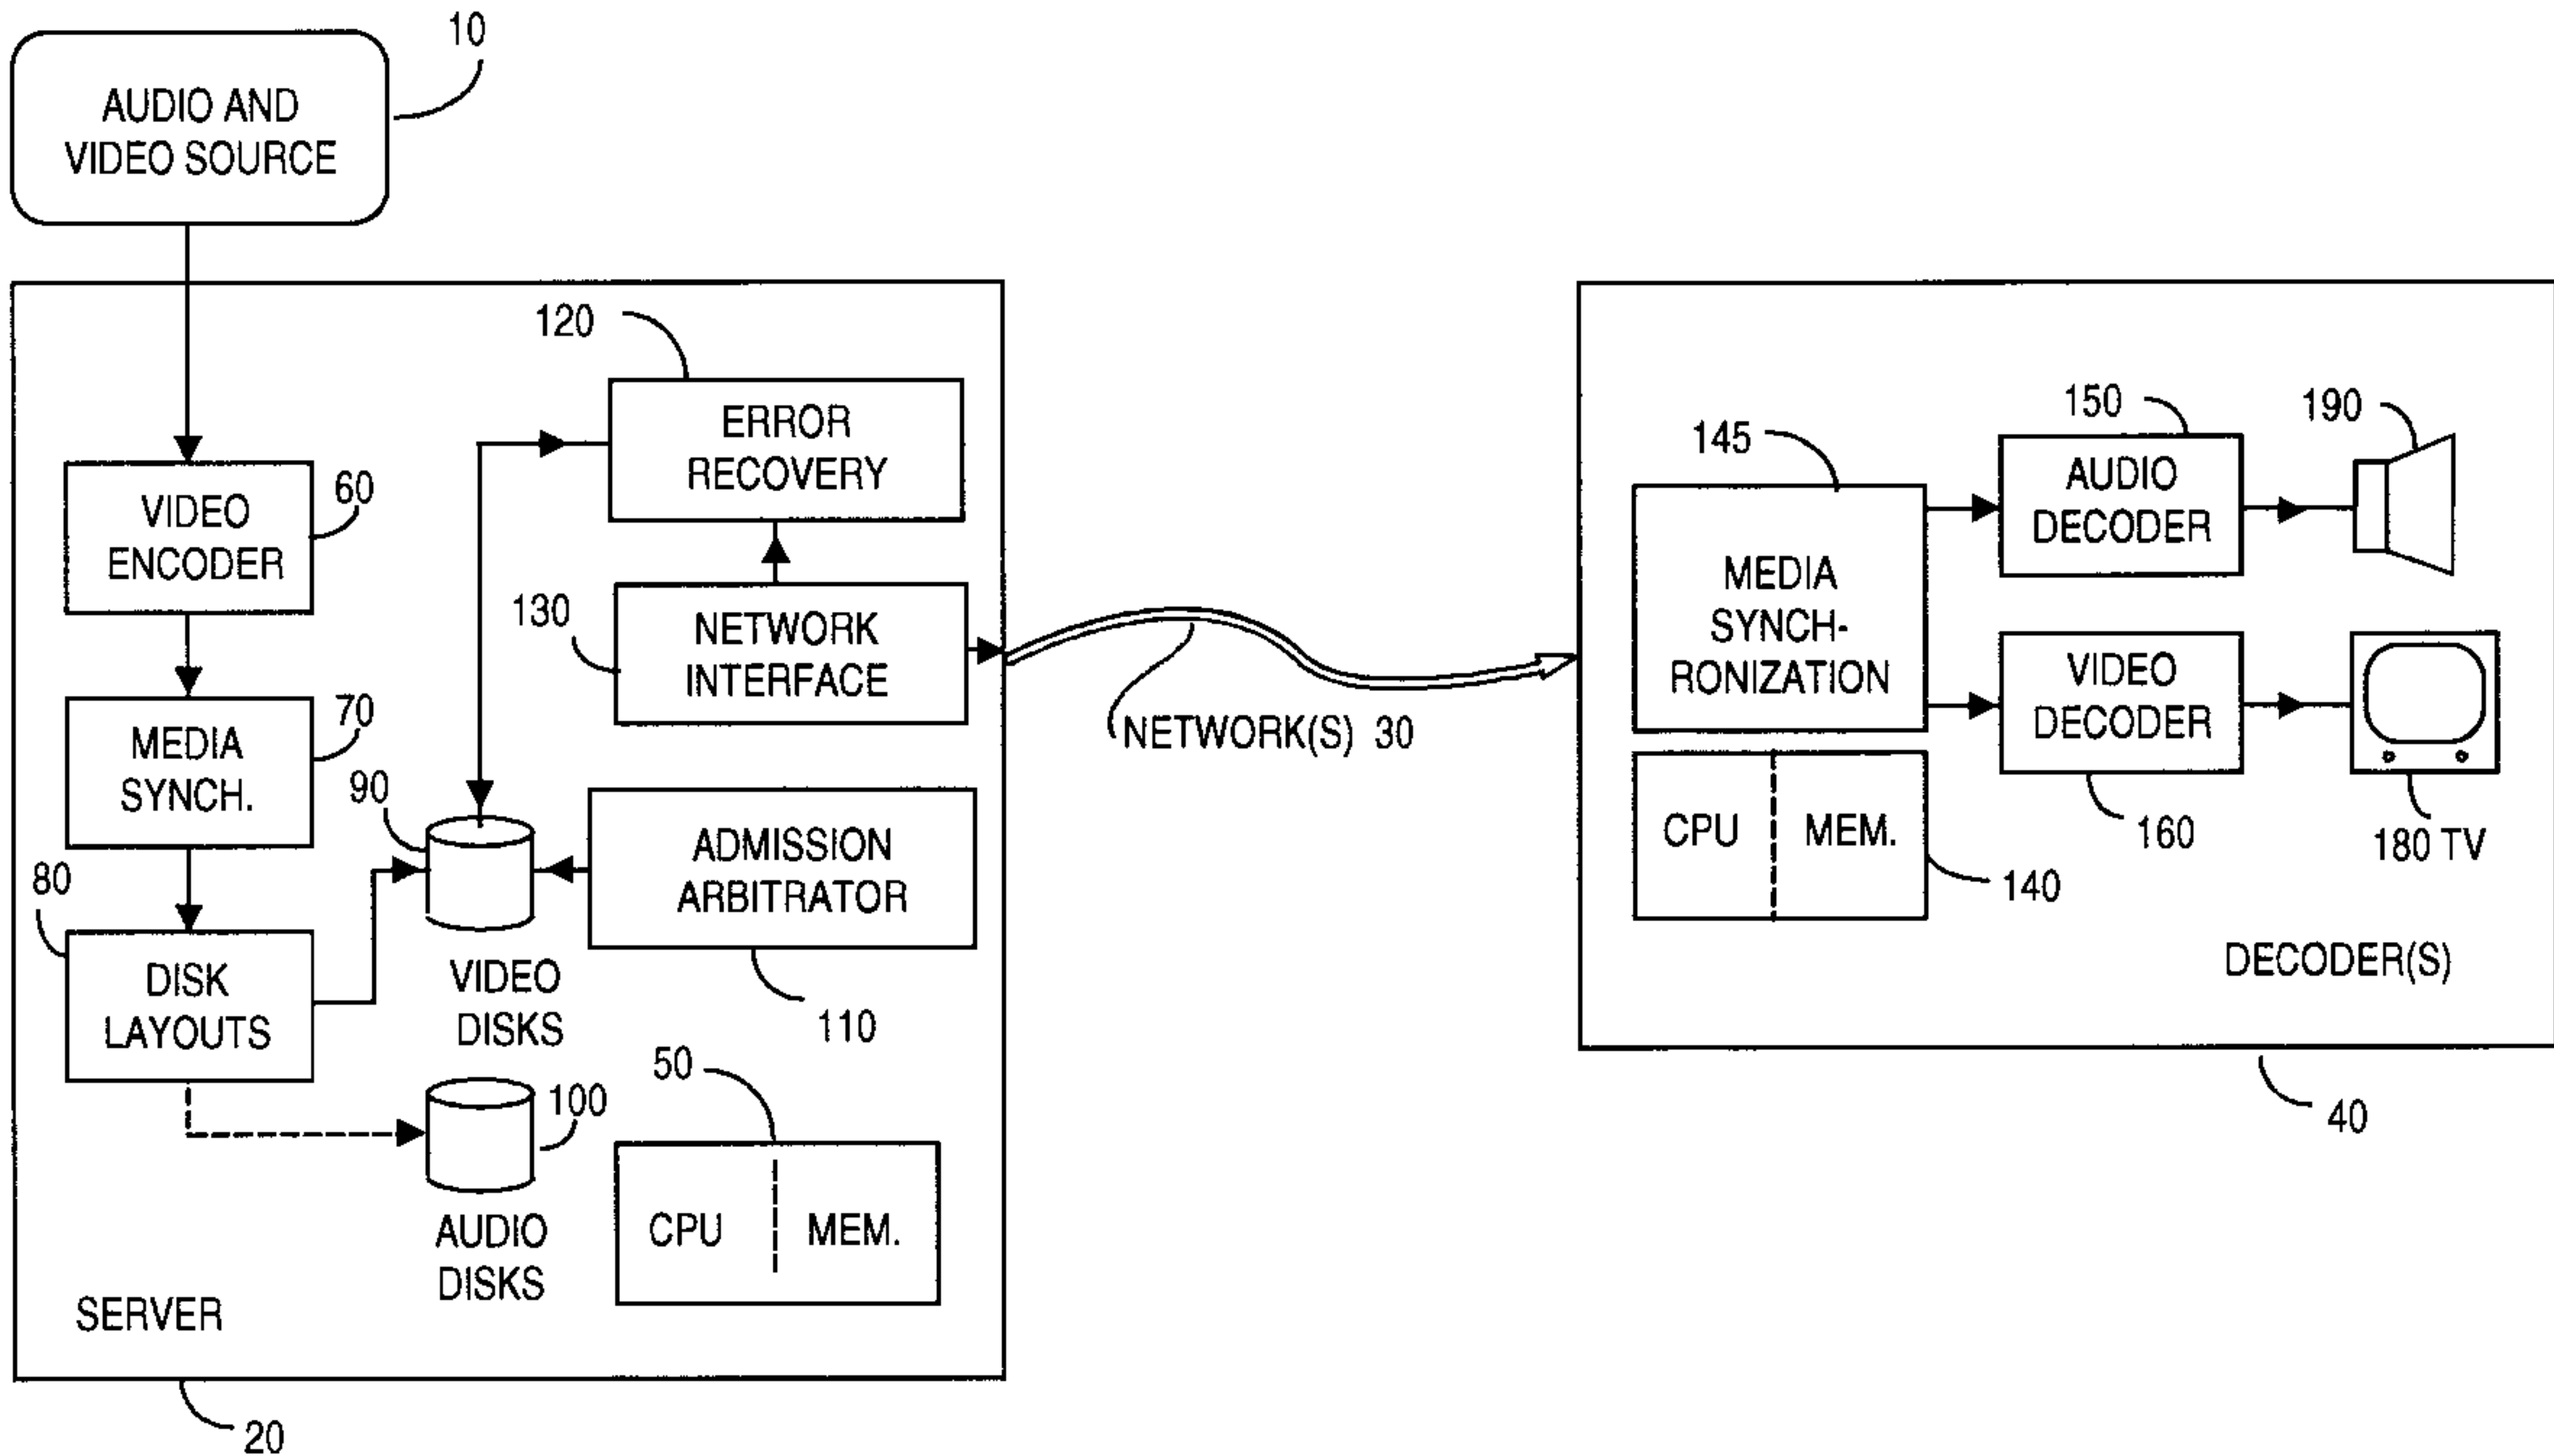 10
AUDIO AND
VIDEO SOURCE
120
ERROR
RECOVERY
60
VIDEO
ENCODER
130
NETWORK
INTERFACE
70
MEDIA
SYNCH.
90
80
ADMISSION
ARBITRATOR
DISK
LAYOUTS
VIDEO
DISKS
110
50
100
CPU
MEM.
AUDIO
DISKS
SERVER
20
NETWORK(S) 30
145
150
190
AUDIO
DECODER
MEDIA
SYNCH-
RONIZATION
VIDEO
DECODER
160
180 TV
CPU
MEM.
140
DECODER(S)
40